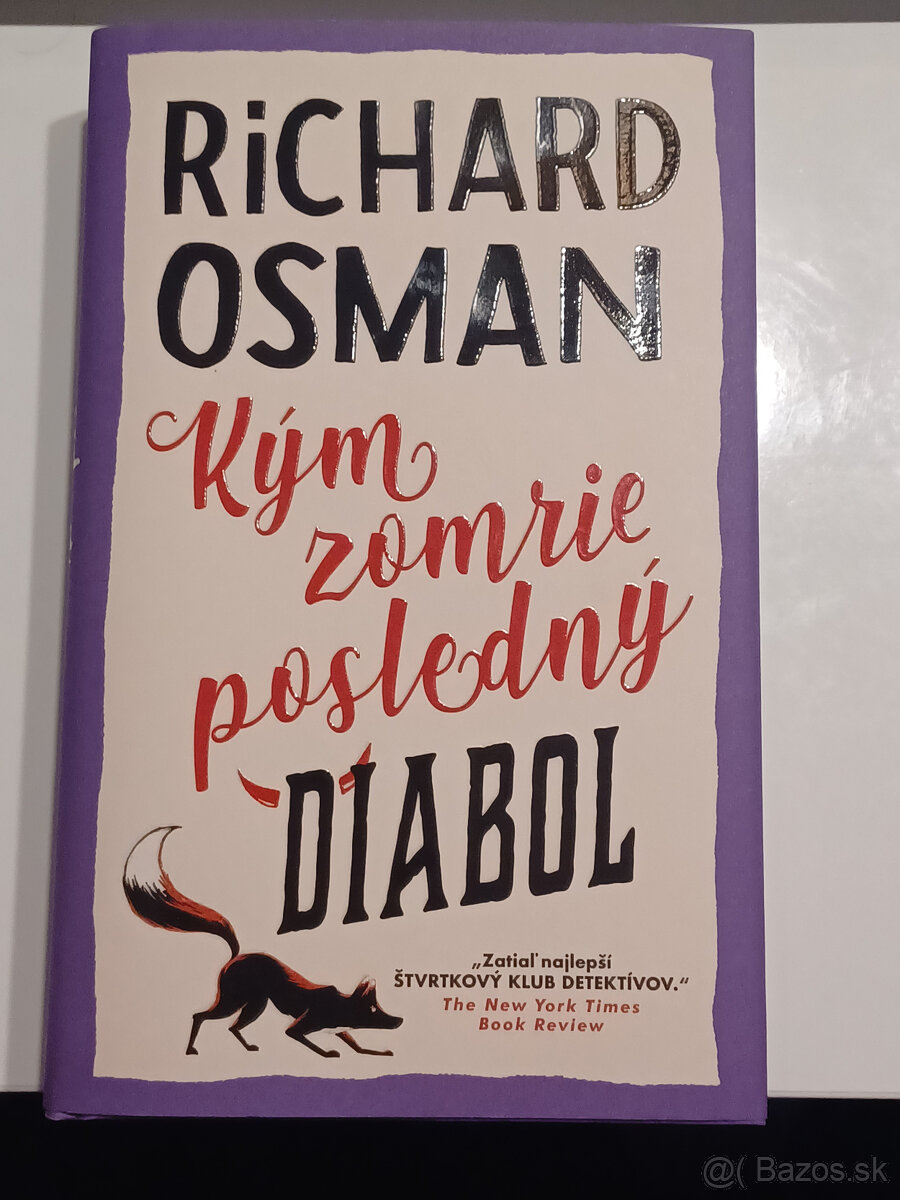 RiCHARD
OSMAN
Kým
zomrie
posledný
DIABOL
„Zatiaľ najlepší
ŠTVRTKOVÝ KLUB DETEKTÍVOV.“
The New York Times
Book Review
@( Bazos.sk